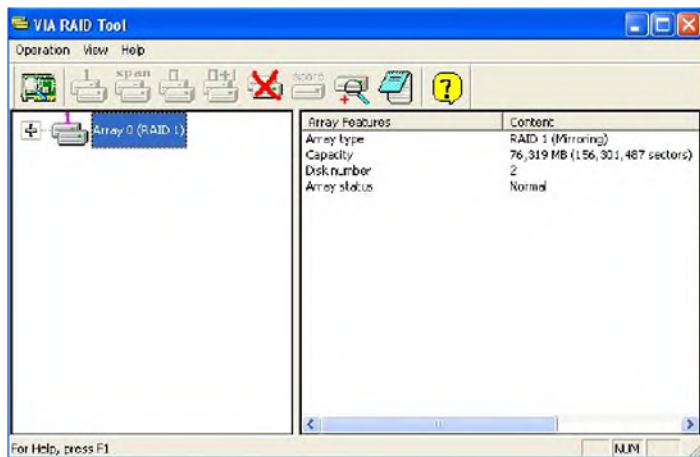 VIA RAID Tool
Operation View Help
1 span
spare
?
1
Array 0 (RAID 1)
Array Features Content
Array type RAID 1 (Mirroring)
Capacity 76,319 MB (156,301,487 sectors)
Disk number 2
Array status Normal
For Help, press F1 NUM